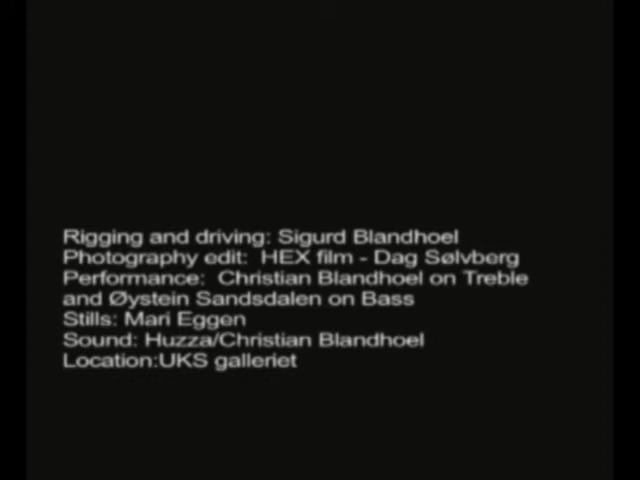 Rigging and driving: Sigurd Blandhoel
Photography edit:  HEX film - Dag Sølvberg
Performance:  Christian Blandhoel on Treble
and Øystein Sandsdalen on Bass
Stills: Mari Eggen
Sound: Huzza/Christian Blandhoel
Location:UKS galleriet